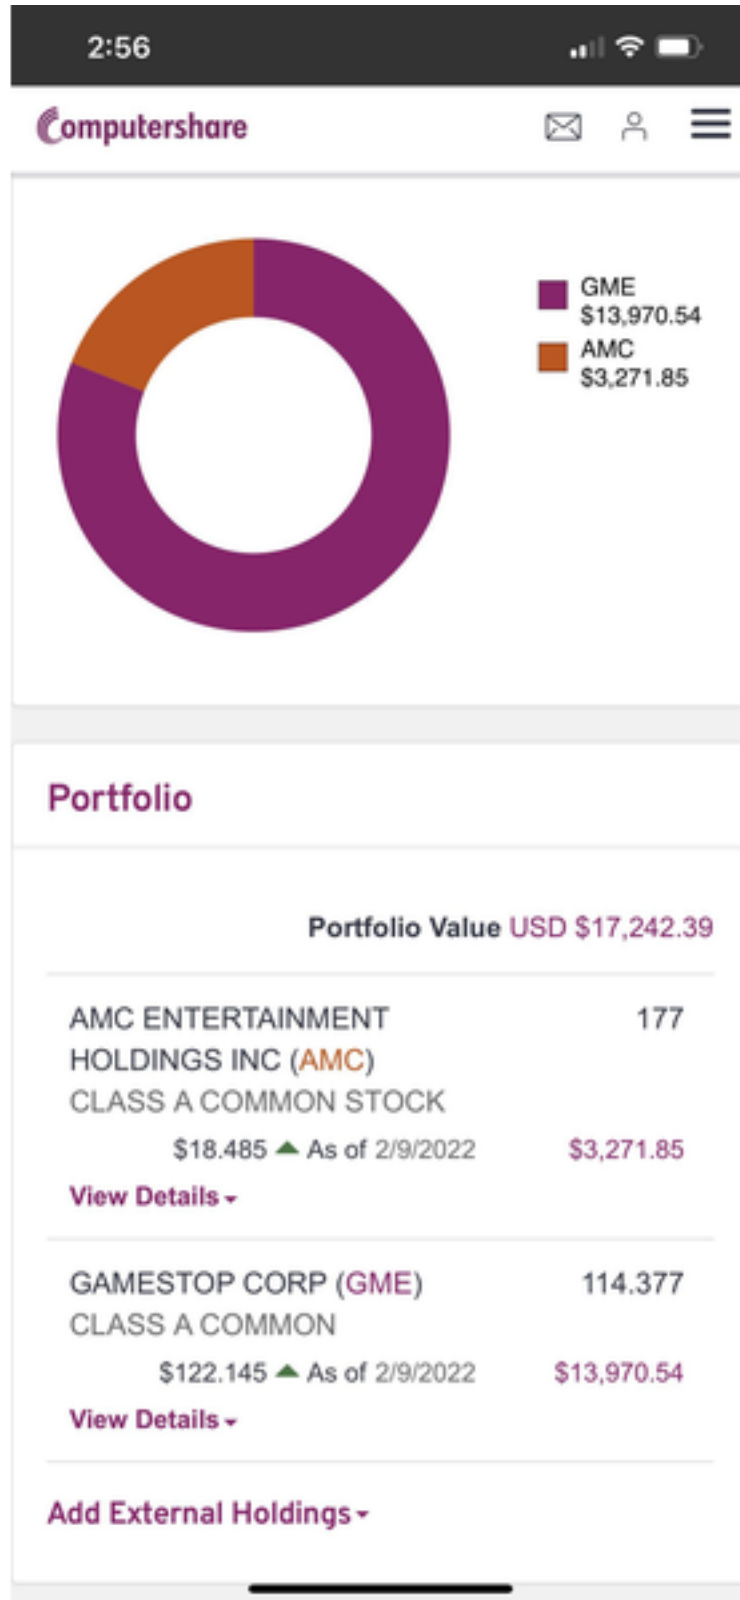 2:56
Computershare
GME
$13,970.54
AMC
$3,271.85
Portfolio
Portfolio Value USD $17,242.39
AMC ENTERTAINMENT 177
HOLDINGS INC (AMC)
CLASS A COMMON STOCK
$18.485 ▲ As of 2/9/2022 $3,271.85
View Details
GAMESTOP CORP (GME) 114.377
CLASS A COMMON
$122.145 ▲ As of 2/9/2022 $13,970.54
View Details
Add External Holdings